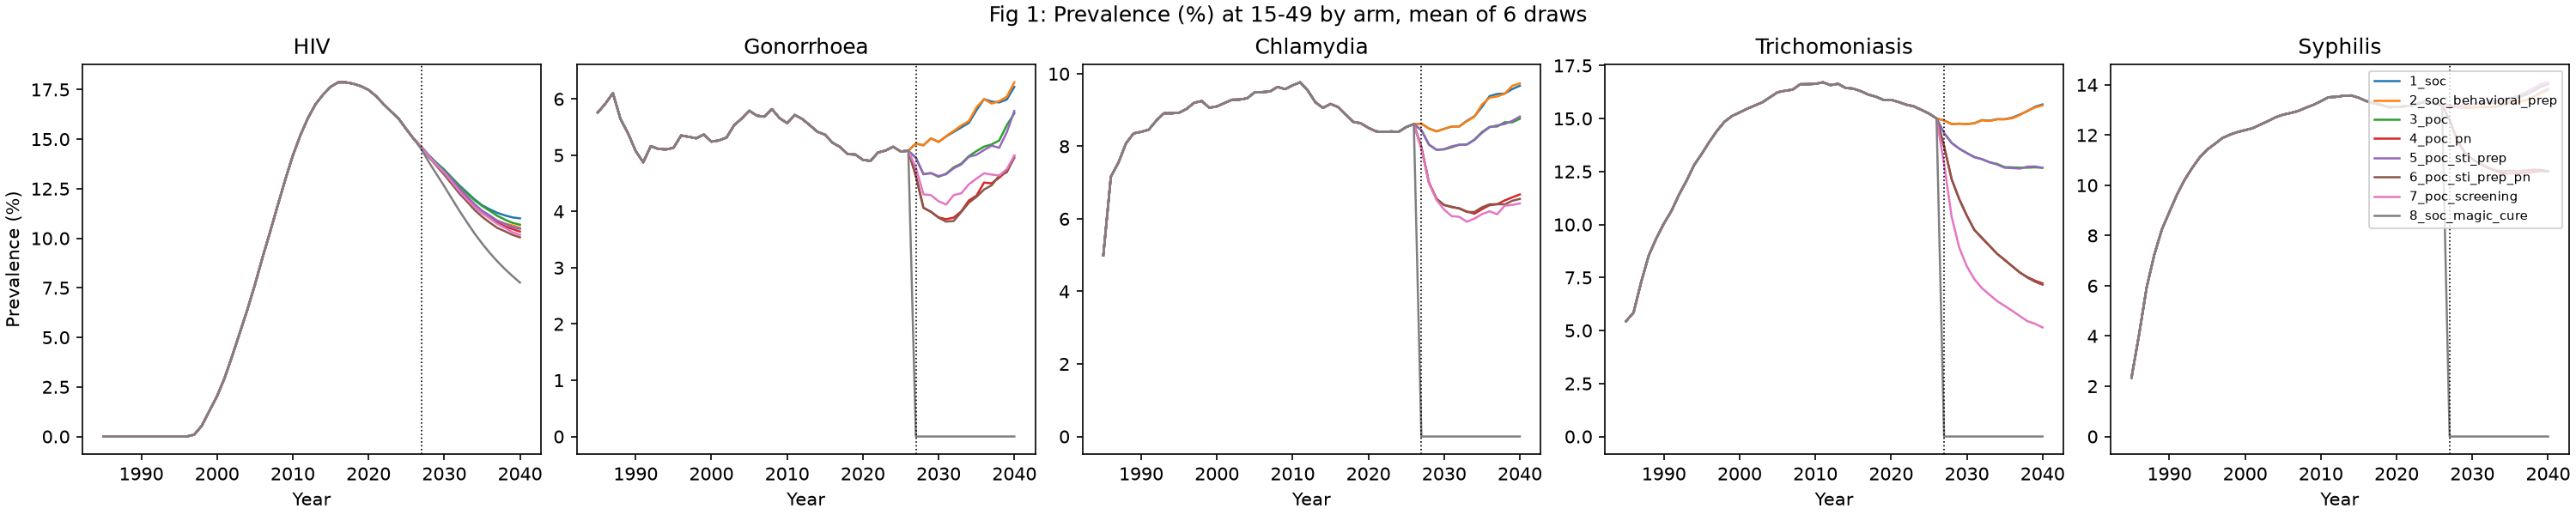 Fig 1: Prevalence (%) at 15-49 by arm, mean of 6 draws
HIV
Prevalence (%)
17.5
15.0
12.5
10.0
7.5
5.0
2.5
0.0
1990 2000 2010 2020 2030 2040
Year
Gonorrhoea
6
5
4
3
2
1
0
1990 2000 2010 2020 2030 2040
Year
Chlamydia
10
8
6
4
2
0
1990 2000 2010 2020 2030 2040
Year
Trichomoniasis
17.5
15.0
12.5
10.0
7.5
5.0
2.5
0.0
1990 2000 2010 2020 2030 2040
Year
Syphilis
14
12
10
8
6
4
2
0
1990 2000 2010 2020 2030 2040
Year
1_soc
2_soc_behavioral_prep
3_poc
4_poc_pn
5_poc_sti_prep
6_poc_sti_prep_pn
7_poc_screening
8_soc_magic_cure